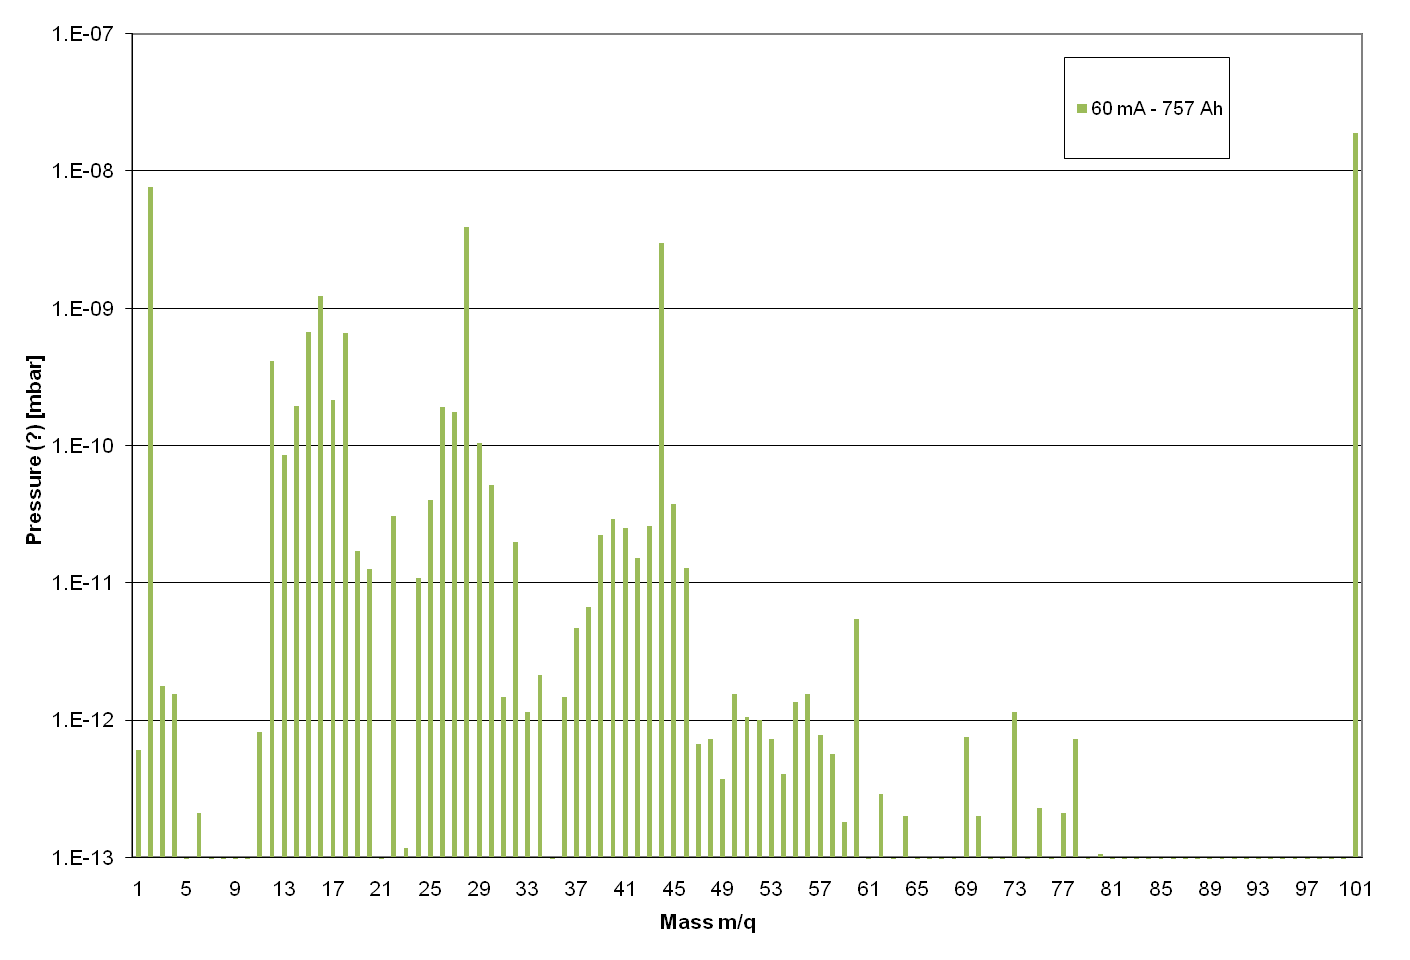 1.E-07
60 mA - 757 Ah
1.E-08
1.E-09
1.E-10
1.E-11
1.E-12
1.E-13
Pressure (?) [mbar]
1 5 9 13 17 21 25 29 33 37 41 45 49 53 57 61 65 69 73 77 81 85 89 93 97 101
Mass m/q